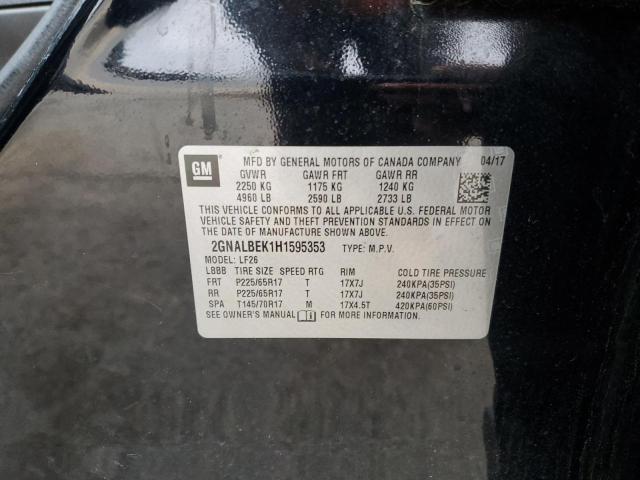 GM
MFD BY GENERAL MOTORS OF CANADA COMPANY 04/17
GVWR GAWR FRT GAWR RR
2250 KG 1175 KG 1240 KG
4960 LB 2590 LB 2733 LB
THIS VEHICLE CONFORMS TO ALL APPLICABLE U.S. FEDERAL MOTOR
VEHICLE SAFETY AND THEFT PREVENTION STANDARDS IN EFFECT ON
THE DATE OF MANUFACTURE SHOWN ABOVE.
2GNALBEK1H1595353 TYPE: M.P.V.
MODEL: LF26
LBBB TIRE SIZE SPEED RTG RIM COLD TIRE PRESSURE
FRT P225/65R17 T 17X7J 240KPA(35PSI)
RR P225/65R17 T 17X7J 240KPA(35PSI)
SPA T145/70R17 M 17X4.5T 420KPA(60PSI)
SEE OWNER'S MANUAL FOR MORE INFORMATION.